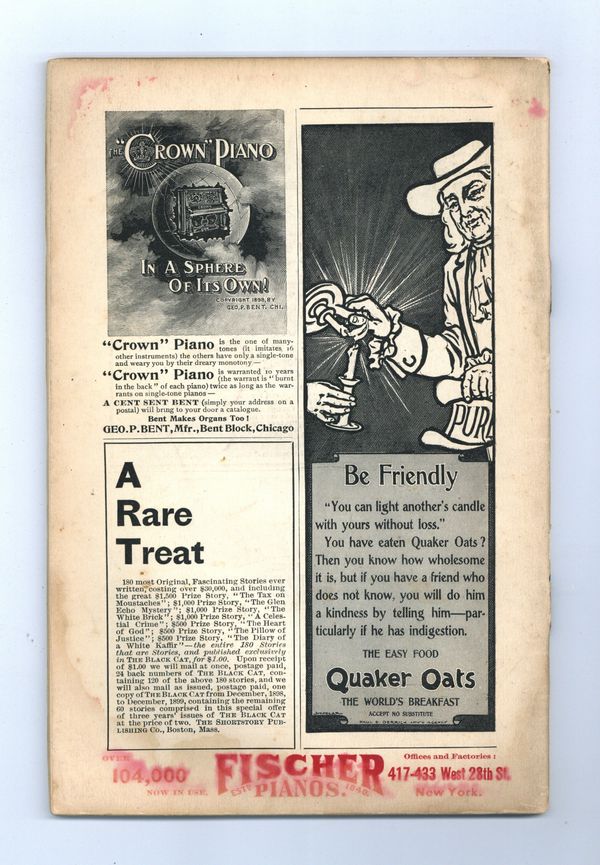 THE "CROWN" PIANO
IN A SPHERE
OF ITS OWN!
COPYRIGHT 1898, BY
GEO. P. BENT, CHI.
"Crown" Piano is the one of many-
tones (it imitates 16
other instruments) the others have only a single-tone
and weary you by their dreary monotony—
"Crown" Piano is warranted 10 years
(the warrant is "burnt
in the back" of each piano) twice as long as the war-
rants on single-tone pianos—
A CENT SENT BENT (simply your address on a
postal) will bring to your door a catalogue.
Bent Makes Organs Too!
GEO. P. BENT, Mfr., Bent Block, Chicago
A
Rare
Treat
180 most Original, Fascinating Stories ever
written, costing over $30,000, and including
the great $1,500 Prize Story, "The Tax on
Moustaches"; $1,000 Prize Story, "The Glen
Echo Mystery"; $1,000 Prize Story, "The
White Brick"; $1,000 Prize Story, "A Celes-
tial Crime"; $500 Prize Story, "The Heart
of God"; $500 Prize Story, "The Pillow of
Justice"; $500 Prize Story, "The Diary of
a White Kaffir"—the entire 180 Stories
that are Stories, and published exclusively
in THE BLACK CAT, for $1.00. Upon receipt
of $1.00 we will mail at once, postage paid,
24 back numbers of THE BLACK CAT, con-
taining 120 of the above 180 stories, and we
will also mail as issued, postage paid, one
copy of THE BLACK CAT from December, 1898,
to December, 1899, containing the remaining
60 stories comprised in this special offer
of three years' issues of THE BLACK CAT
at the price of two. THE SHORTSTORY PUB-
LISHING CO., Boston, Mass.
PURE
Be Friendly
"You can light another's candle
with yours without loss."
You have eaten Quaker Oats?
Then you know how wholesome
it is, but if you have a friend who
does not know, you will do him
a kindness by telling him—par-
ticularly if he has indigestion.
THE EASY FOOD
Quaker Oats
THE WORLD'S BREAKFAST
ACCEPT NO SUBSTITUTE
PAUL E. DERRICK ADV'G AGENCY
OVER
104,000
NOW IN USE.
FISCHER
ESTD PIANOS. 1840.
Offices and Factories:
417-433 West 28th St.
New York.